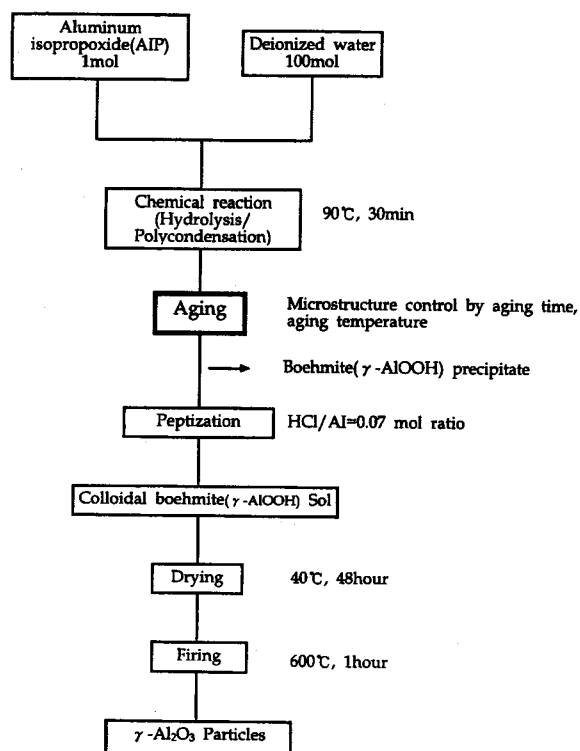 Aluminum
isopropoxide(AIP)
1mol
Deionized water
100mol
Chemical reaction
(Hydrolysis/
Polycondensation)
90℃, 30min
Aging
Microstructure control by aging time,
aging temperature
Boehmite(γ-AlOOH) precipitate
Peptization
HCl/Al=0.07 mol ratio
Colloidal boehmite(γ-AlOOH) Sol
Drying
40℃, 48hour
Firing
600℃, 1hour
γ-Al₂O₃ Particles